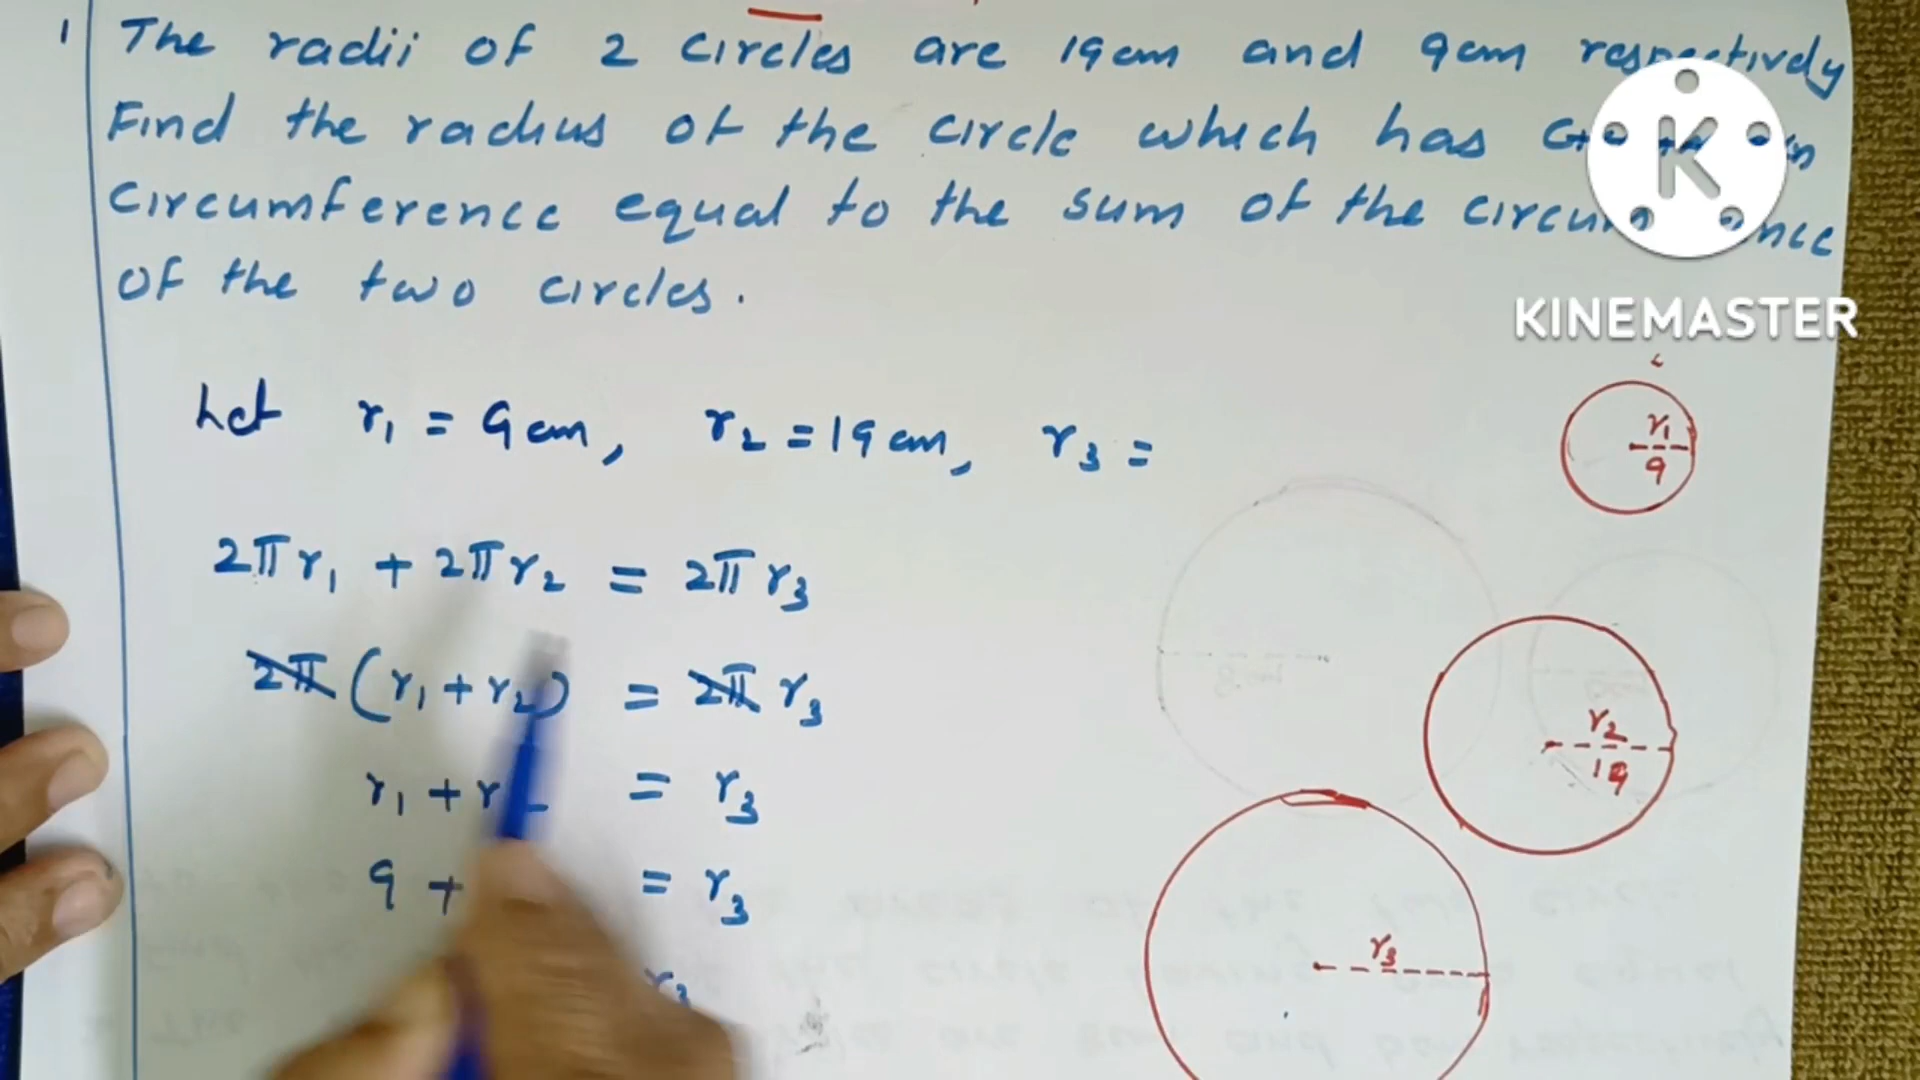 1 The radii of 2 circles are 19cm and 9cm respectively
Find the radius of the circle which has
circumference equal to the sum of the
of the two circles.
K
KINEMASTER
Let r₁ = 9cm, r₂ = 19cm, r₃ =
r₁
9
2πr₁ + 2πr₂ = 2πr₃
2π(r₁ + r₂) = 2πr₃
r₂
19
r₁ + r₂ = r₃
9 + = r₃
r₃
r₃